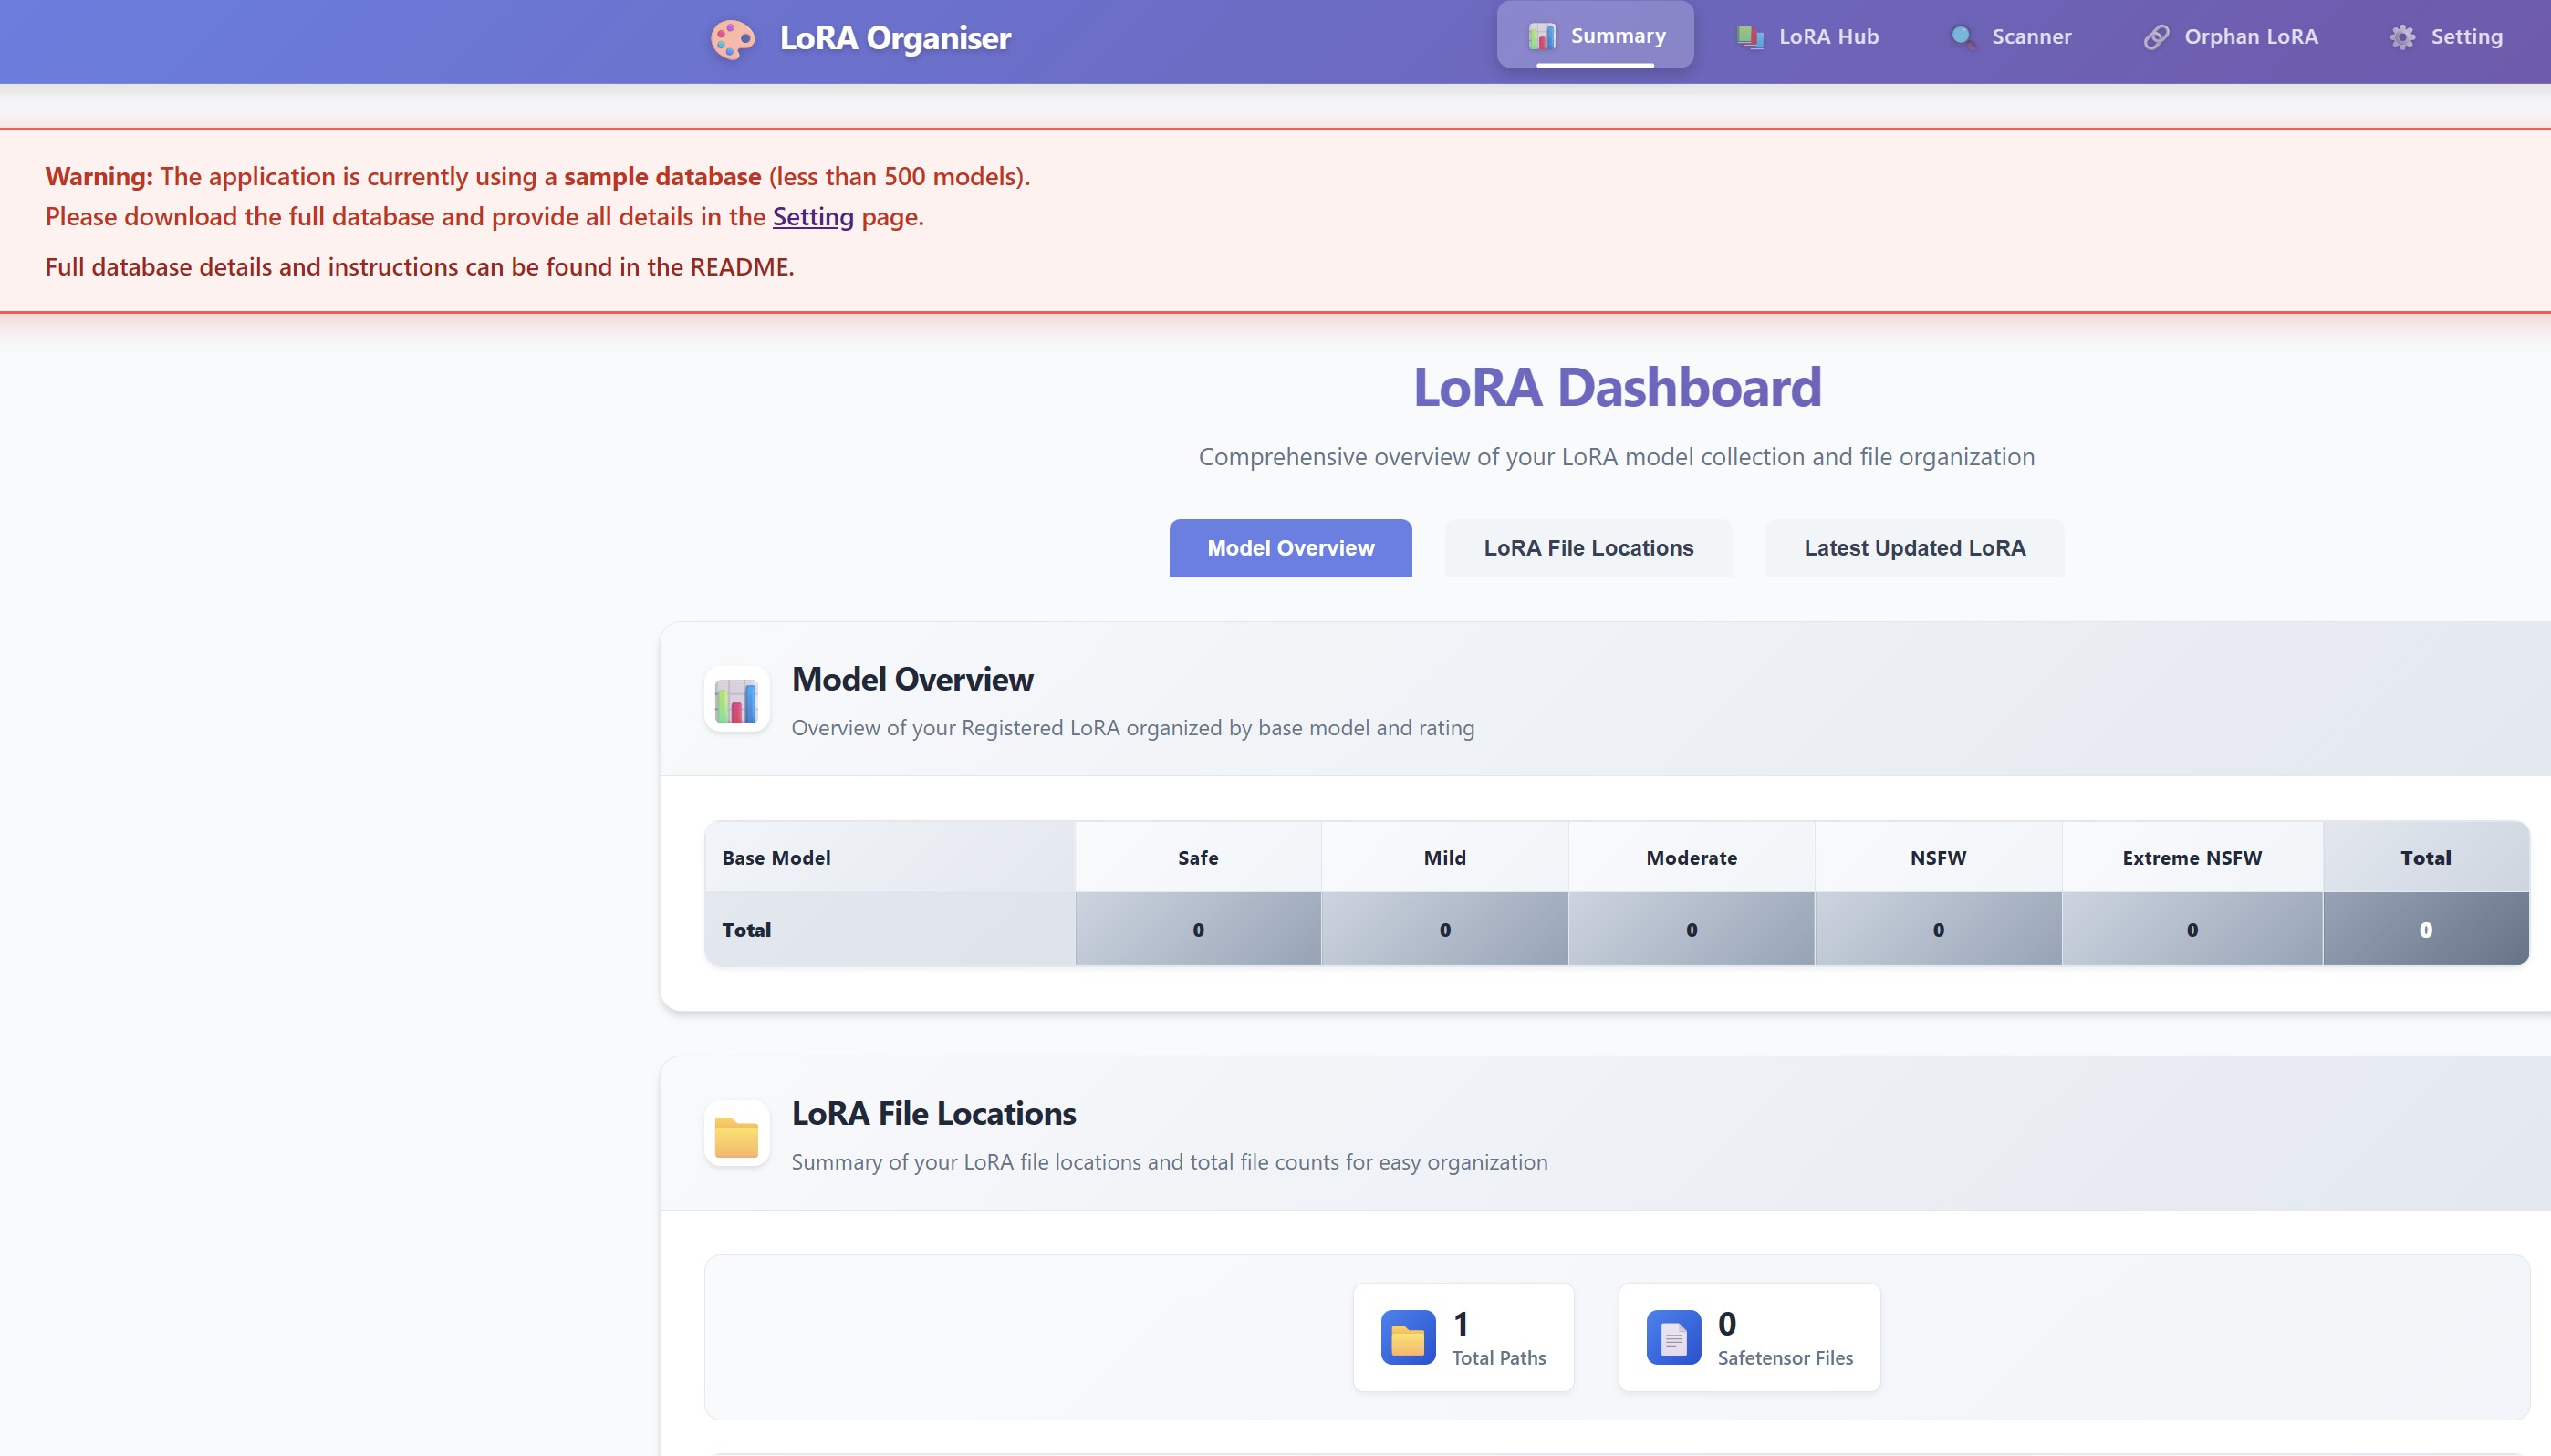 LoRA Organiser
Summary
LoRA Hub
Scanner
Orphan LoRA
Setting
Warning: The application is currently using a sample database (less than 500 models).
Please download the full database and provide all details in the Setting page.
Full database details and instructions can be found in the README.
LoRA Dashboard
Comprehensive overview of your LoRA model collection and file organization
Model Overview
LoRA File Locations
Latest Updated LoRA
Model Overview
Overview of your Registered LoRA organized by base model and rating
Base Model Safe Mild Moderate NSFW Extreme NSFW Total
Total 0 0 0 0 0 0
LoRA File Locations
Summary of your LoRA file locations and total file counts for easy organization
1
Total Paths
0
Safetensor Files